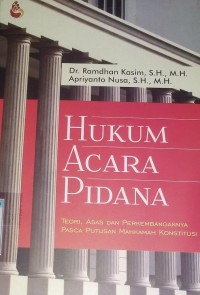 Dr. Ramdhan Kasim, S.H., M.H.
Apriyanto Nusa, S.H., M.H.
HUKUM
ACARA
PIDANA
TEORI, ASAS DAN PERKEMBANGANNYA
PASCA PUTUSAN MAHKAMAH KONSTITUSI